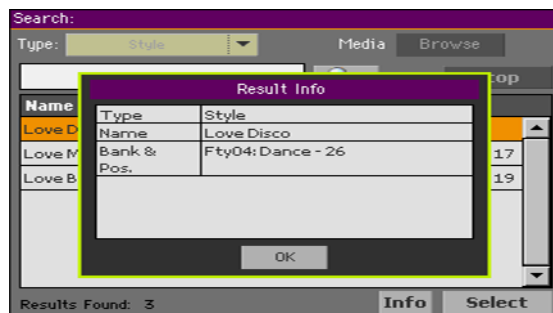 Search:
Type: Style Media Browse
top
Result Info
Name
Type Style
Love D
Name Love Disco
Love M
Bank & Fty04: Dance - 26
Pos.
17
Love B
19
OK
Results Found: 3 Info Select